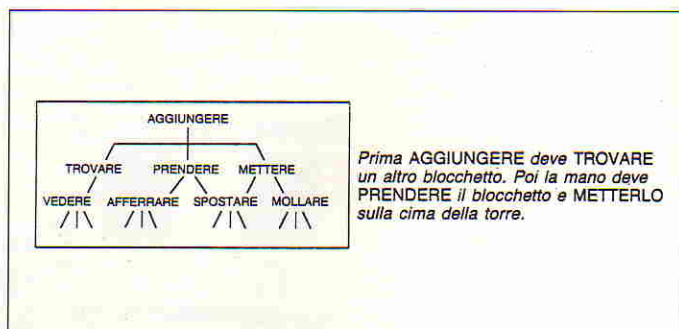 AGGIUNGERE
TROVARE PRENDERE METTERE
VEDERE AFFERRARE SPOSTARE MOLLARE
Prima AGGIUNGERE deve TROVARE
un altro blocchetto. Poi la mano deve
PRENDERE il blocchetto e METTERLO
sulla cima della torre.